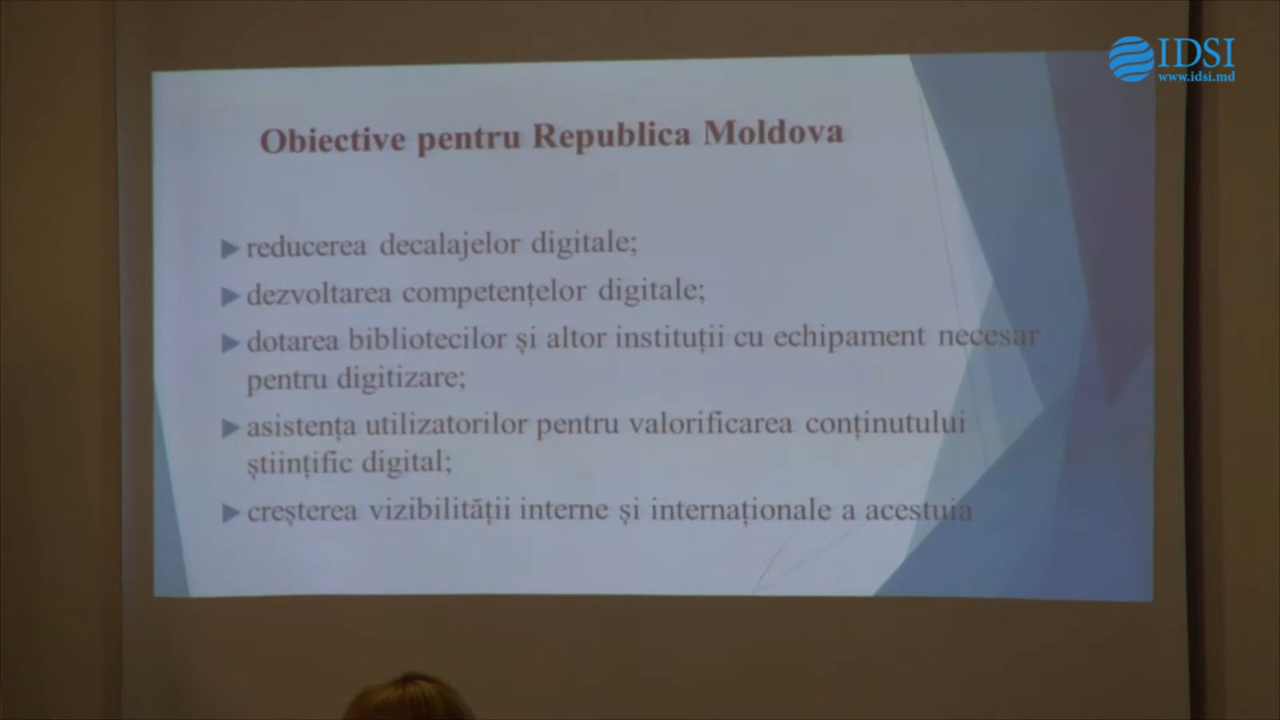 IDSI
www.idsi.md
Obiective pentru Republica Moldova
reducerea decalajelor digitale;
dezvoltarea competențelor digitale;
dotarea bibliotecilor și altor instituții cu echipament necesar
pentru digitizare;
asistența utilizatorilor pentru valorificarea conținutului
științific digital;
creșterea vizibilității interne și internaționale a acestuia